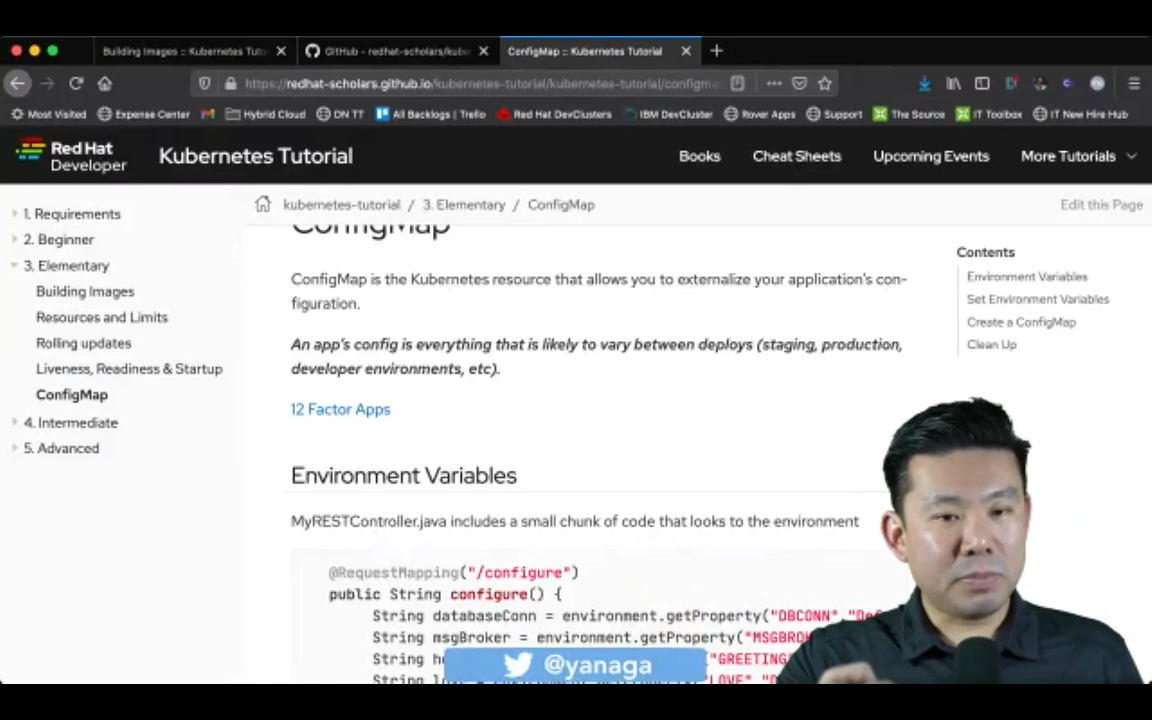 Building Images :: Kubernetes Tuto
GitHub - redhat-scholars/kube
ConfigMap :: Kubernetes Tutorial
https://redhat-scholars.github.io/kubernetes-tutorial/kubernetes-tutorial/configm
Most Visited
Expense Center
Hybrid Cloud
DN TT
All Backlogs | Trello
Red Hat DevClusters
IBM DevCluster
Rover Apps
Support
The Source
IT Toolbox
IT New Hire Hub
Red Hat
Developer
Kubernetes Tutorial
Books
Cheat Sheets
Upcoming Events
More Tutorials
1. Requirements
2. Beginner
3. Elementary
Building Images
Resources and Limits
Rolling updates
Liveness, Readiness & Startup
ConfigMap
4. Intermediate
5. Advanced
kubernetes-tutorial / 3. Elementary / ConfigMap
Edit this Page
ConfigMap
ConfigMap is the Kubernetes resource that allows you to externalize your application's con-
figuration.
An app's config is everything that is likely to vary between deploys (staging, production,
developer environments, etc).
12 Factor Apps
Environment Variables
MyRESTController.java includes a small chunk of code that looks to the environment
@RequestMapping("/configure")
public String configure() {
String databaseConn = environment.getProperty("DBCONN","De
String msgBroker = environment.getProperty("MSGBROK
String h
("GREETING
String l
"LOVE"
Contents
Environment Variables
Set Environment Variables
Create a ConfigMap
Clean Up
@yanaga